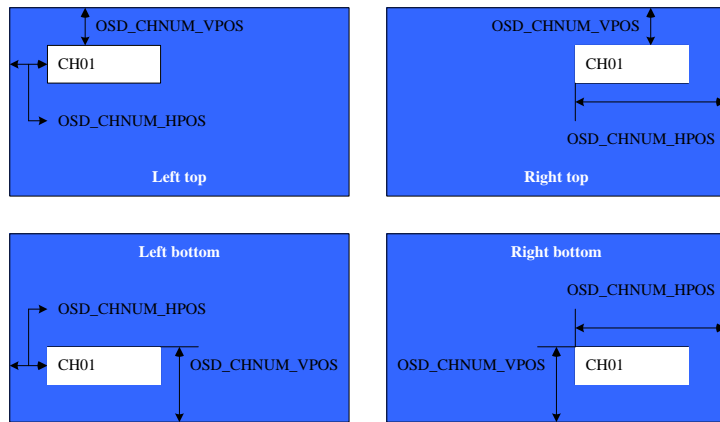 OSD_CHNUM_VPOS
CH01
OSD_CHNUM_HPOS
Left top
OSD_CHNUM_VPOS
CH01
OSD_CHNUM_HPOS
Right top
Left bottom
OSD_CHNUM_HPOS
CH01
OSD_CHNUM_VPOS
Right bottom
OSD_CHNUM_HPOS
OSD_CHNUM_VPOS
CH01